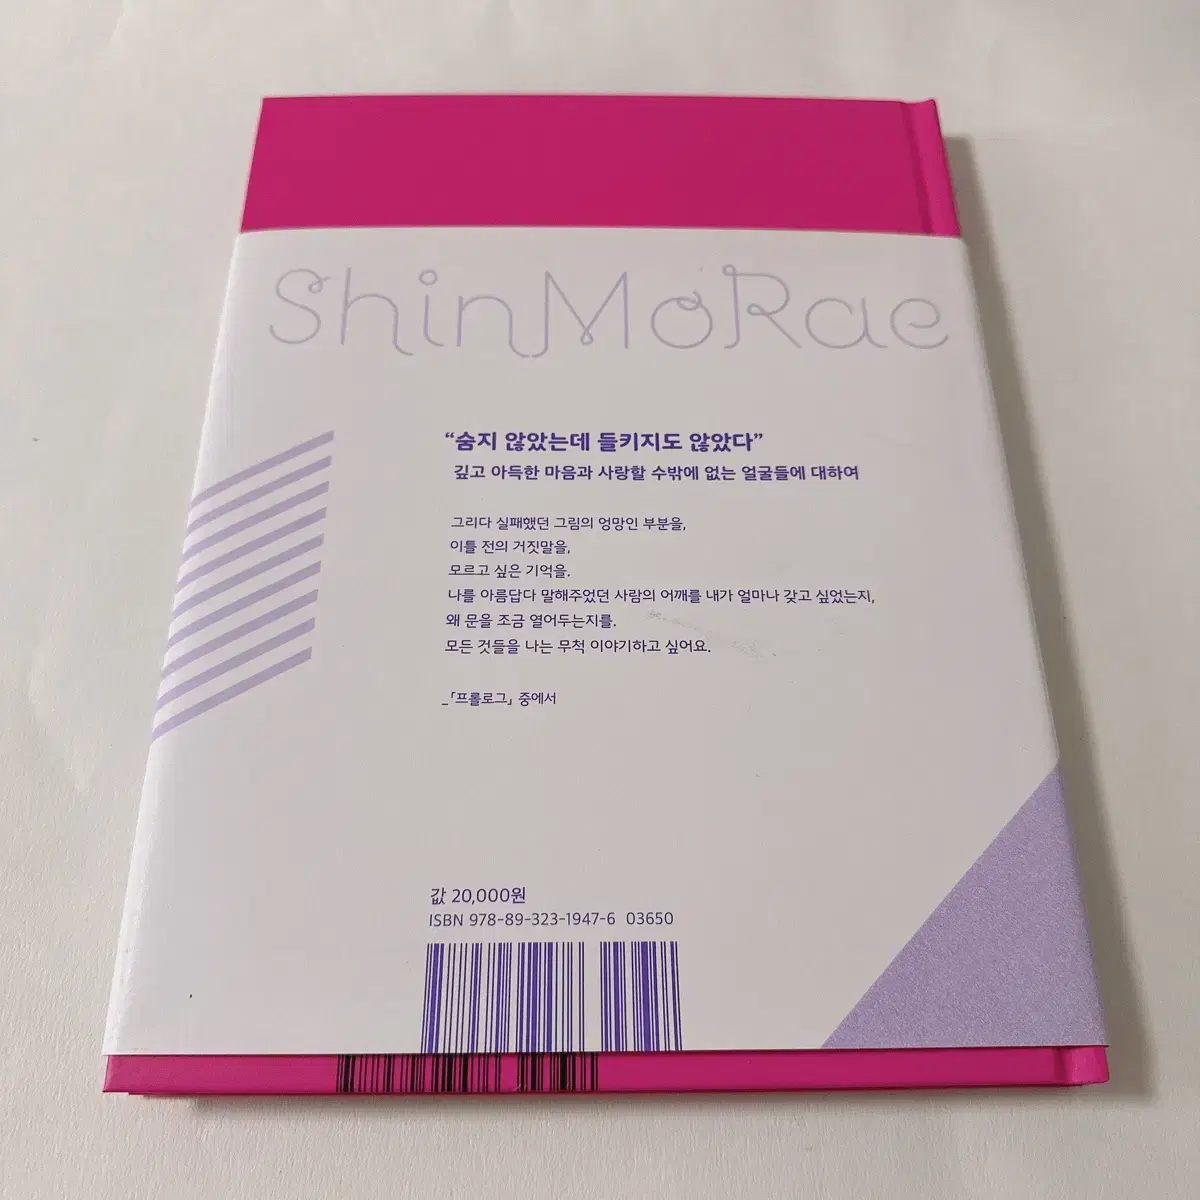 ShinMoRae
“숨지 않았는데 들키지도 않았다”
깊고 아득한 마음과 사랑할 수밖에 없는 얼굴들에 대하여
그리다 실패했던 그림의 엉망인 부분을,
이틀 전의 거짓말을,
모르고 싶은 기억을.
나를 아름답다 말해주었던 사람의 어깨를 내가 얼마나 갖고 싶었는지,
왜 문을 조금 열어두는지를.
모든 것들을 나는 무척 이야기하고 싶어요.
_「프롤로그」 중에서
값 20,000원
ISBN 978-89-323-1947-6 03650